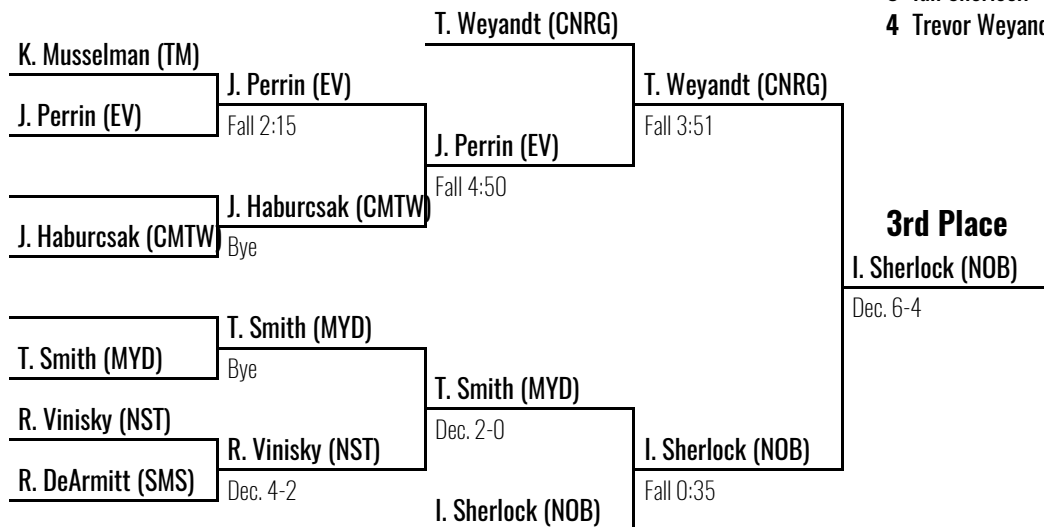 4 Trevor
T. Weyandt (CNRG)
K. Musselman (TM)
J. Perrin (EV)
T. Weyandt (CNRG)
J. Perrin (EV)
Fall 2:15
Fall 3:51
J. Perrin (EV)
Fall 4:50
J. Haburcsak (CMTW)
3rd Place
J. Haburcsak (CMTW)
Bye
I. Sherlock (NOB)
Dec. 6-4
T. Smith (MYD)
T. Smith (MYD)
Bye
T. Smith (MYD)
R. Vinisky (NST)
Dec. 2-0
R. Vinisky (NST)
I. Sherlock (NOB)
R. DeArmitt (SMS)
Dec. 4-2
Fall 0:35
I. Sherlock (NOB)